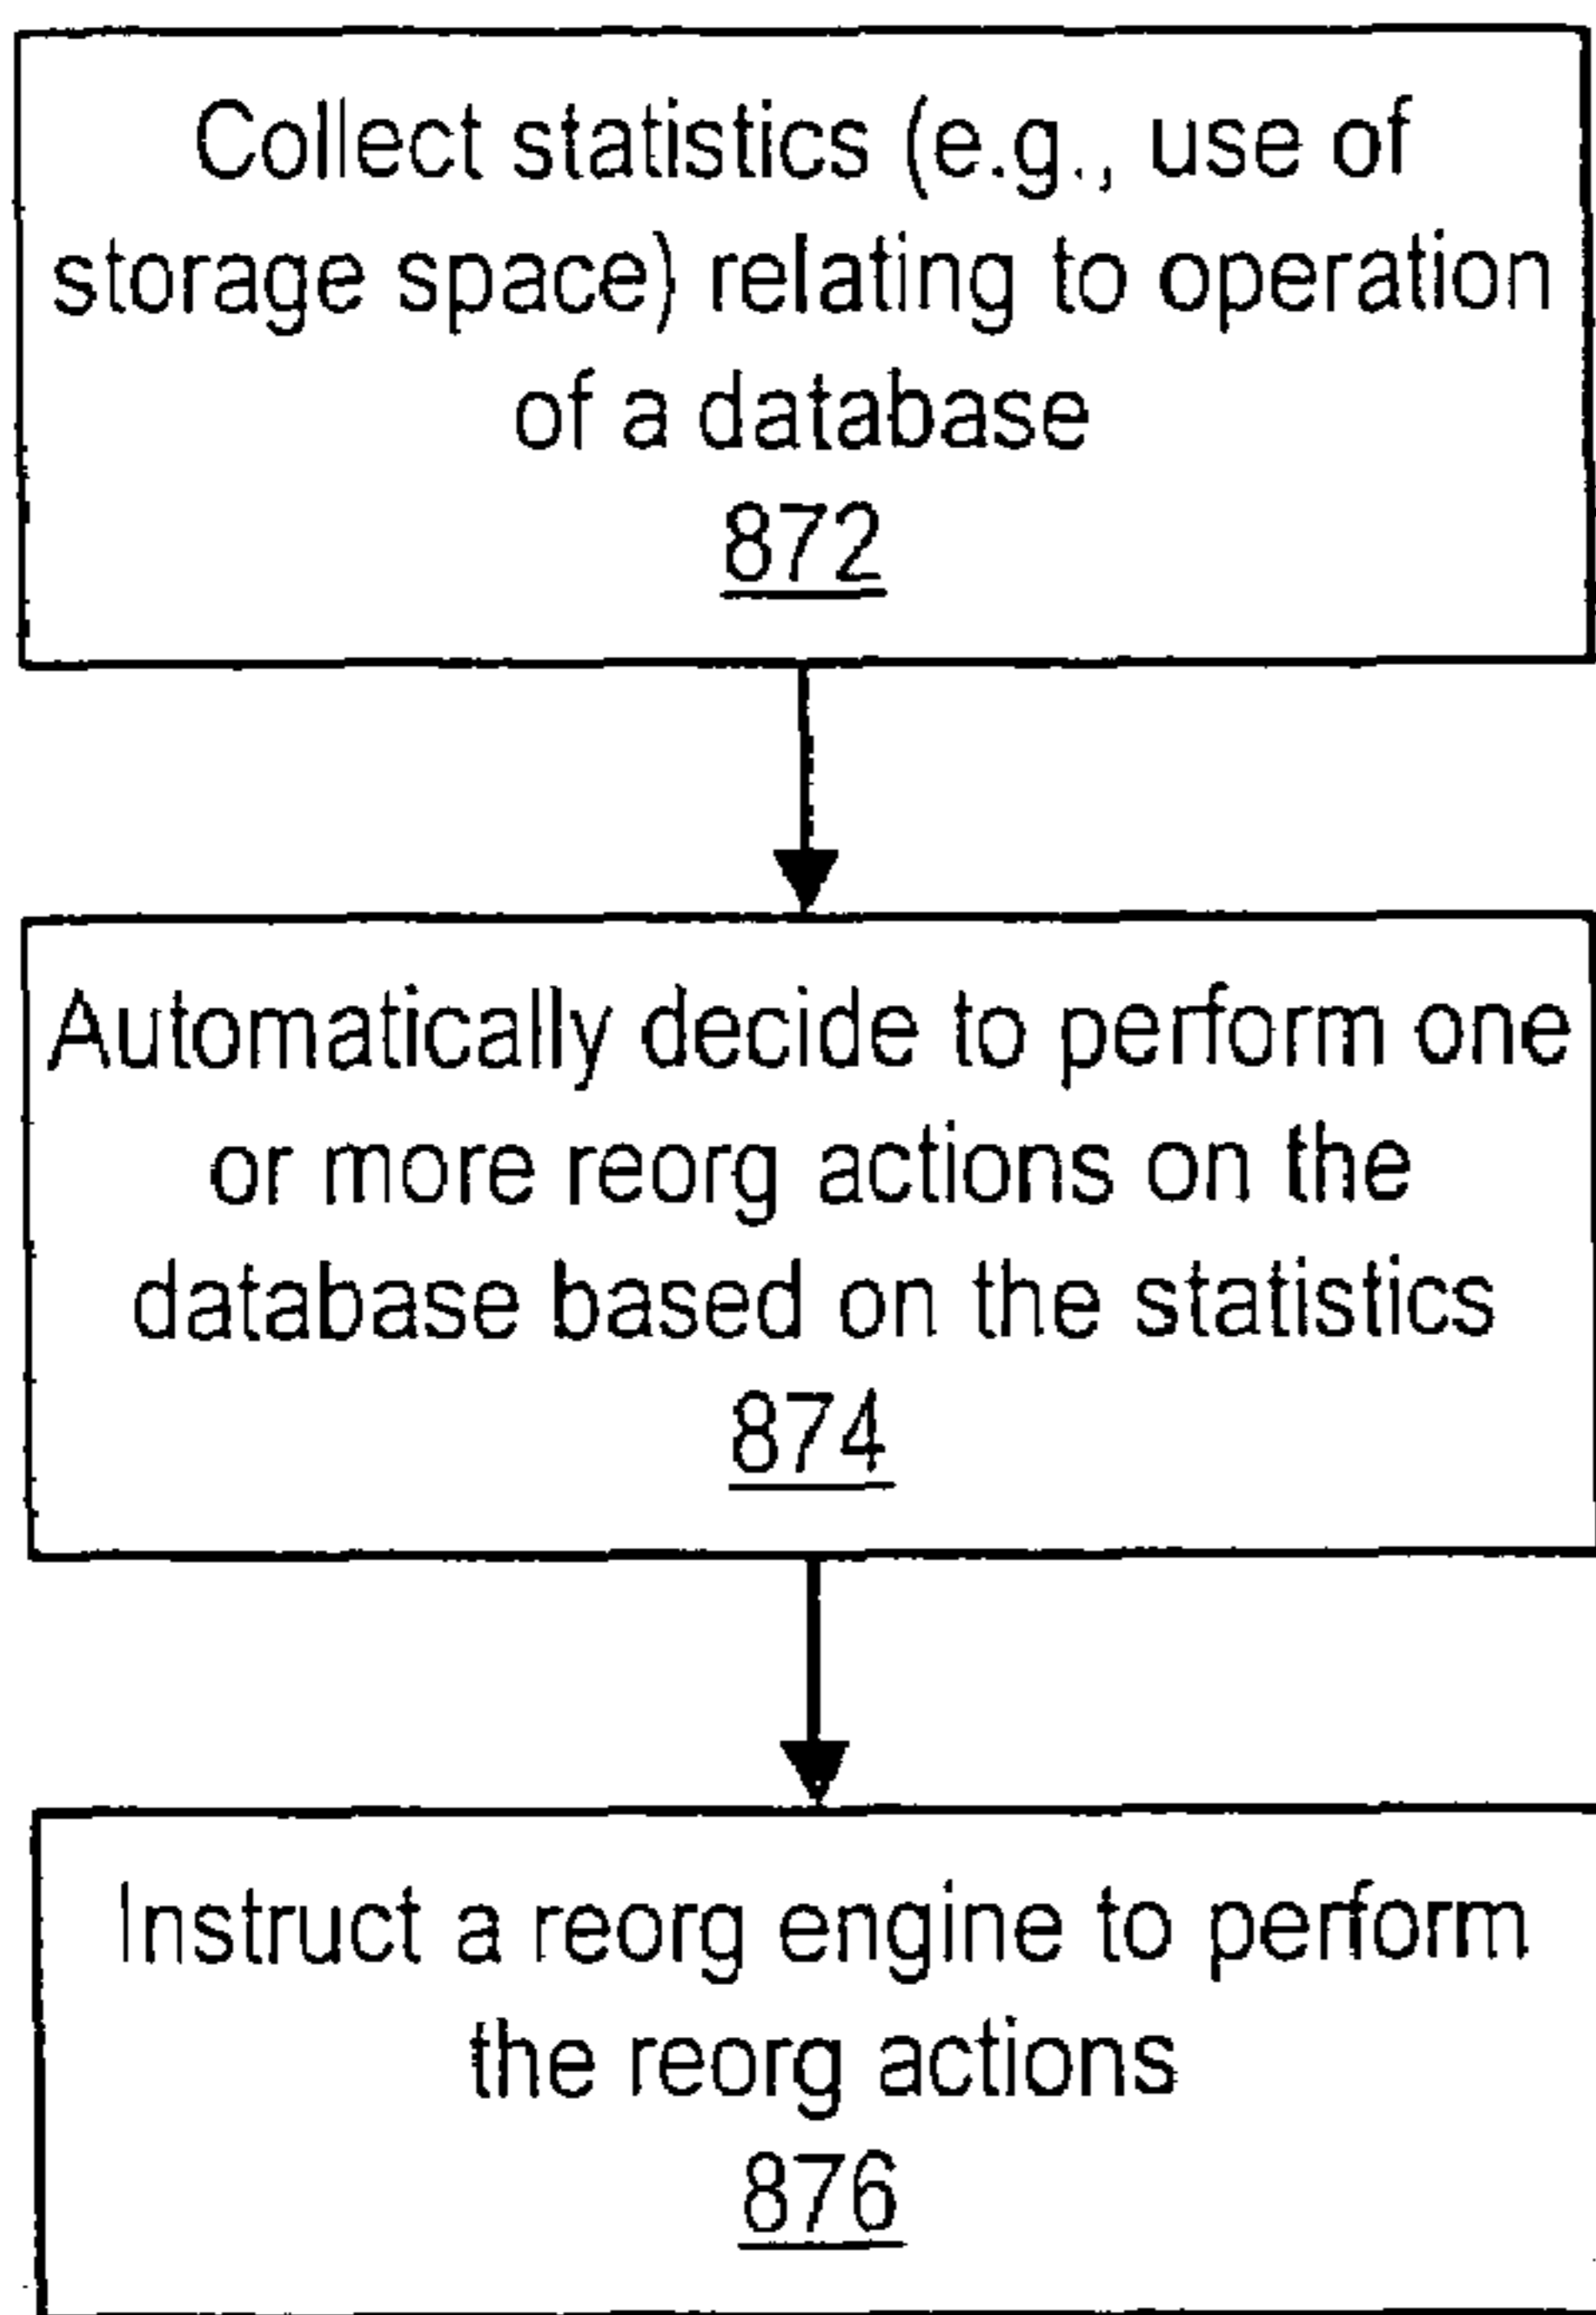 Collect statistics (e.g., use of
storage space) relating to operation
of a database
872
Automatically decide to perform one
or more reorg actions on the
database based on the statistics
874
Instruct a reorg engine to perform
the reorg actions
876